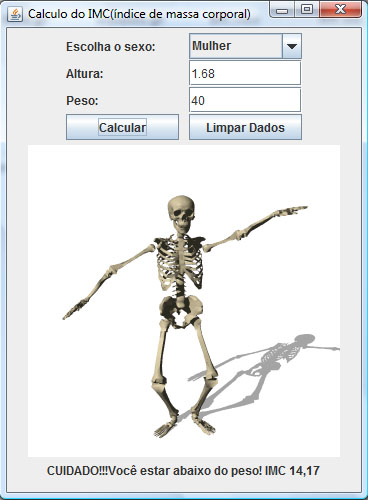 Calculo do IMC(índice de massa corporal)
Escolha o sexo: Mulher
Altura: 1.68
Peso: 40
Calcular Limpar Dados
CUIDADO!!!Você estar abaixo do peso! IMC 14,17